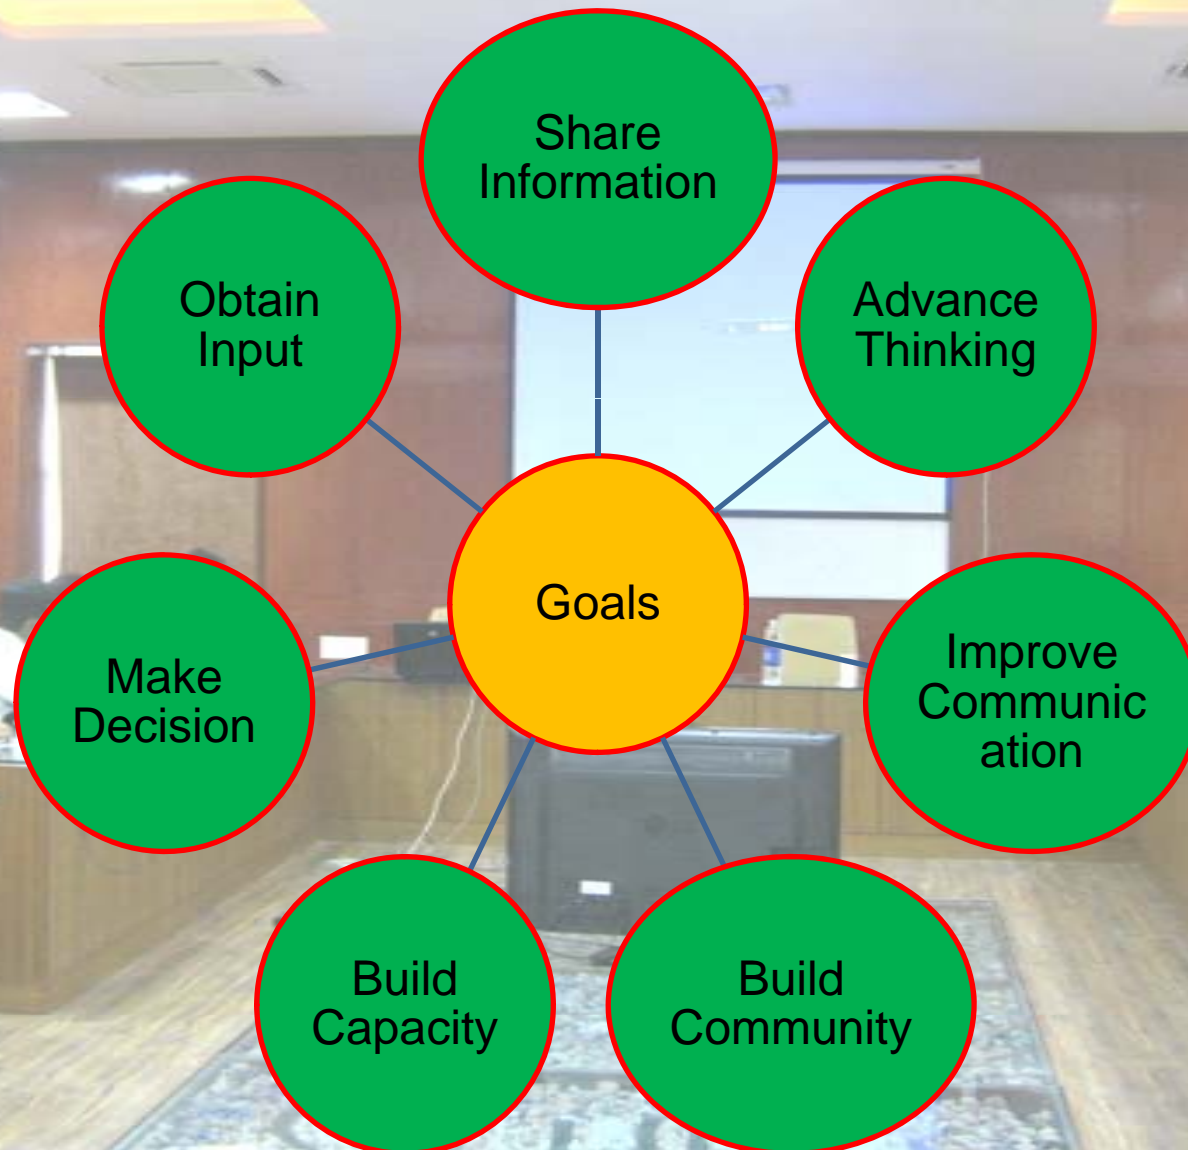 Share
Information
Advance
Thinking
Improve
Communic
ation
Build
Community
Build
Capacity
Make
Decision
Obtain
Input
Goals